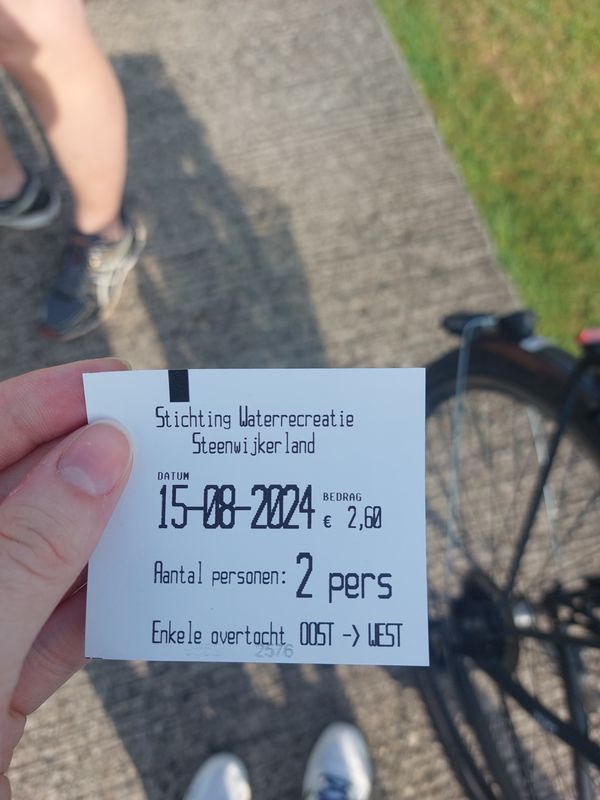 Stichting Waterrecreatie
Steenwijkerland
DATUM
15-08-2024
BEDRAG
€ 2,60
Aantal personen: 2 pers
Enkele overtocht OOST -> WEST
2576